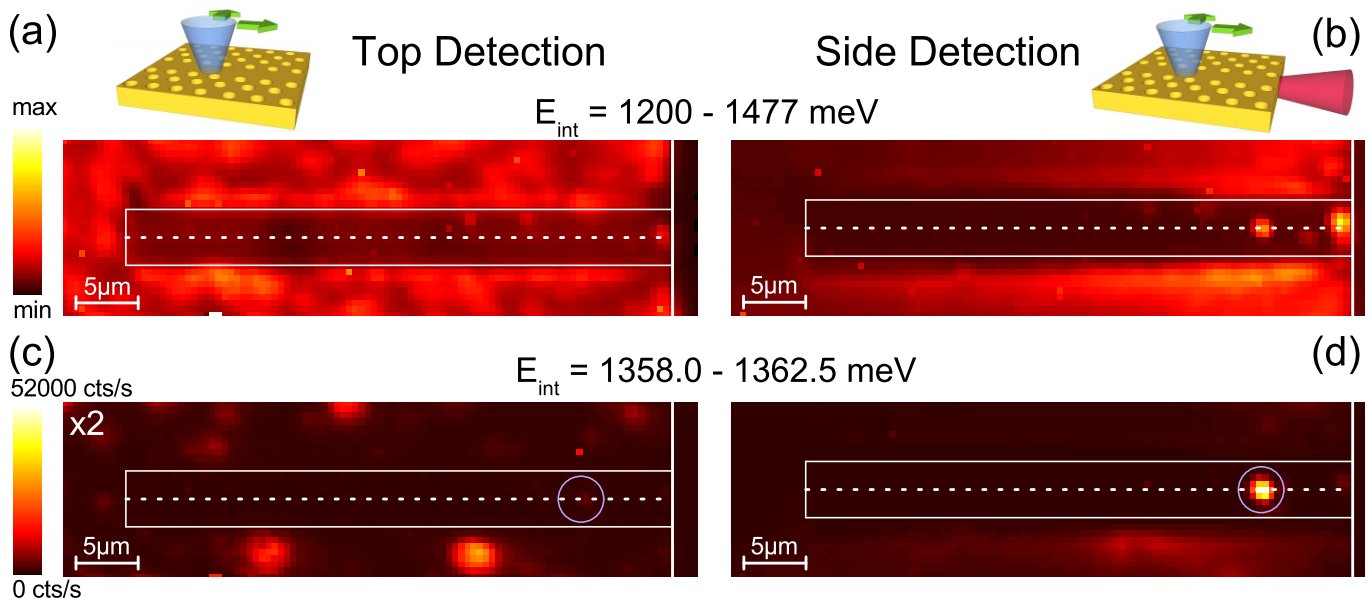 (a)
Top Detection
Side Detection
(b)
max
min
E_int = 1200 - 1477 meV
5µm
5µm
(c)
(d)
E_int = 1358.0 - 1362.5 meV
52000 cts/s
0 cts/s
x2
5µm
5µm